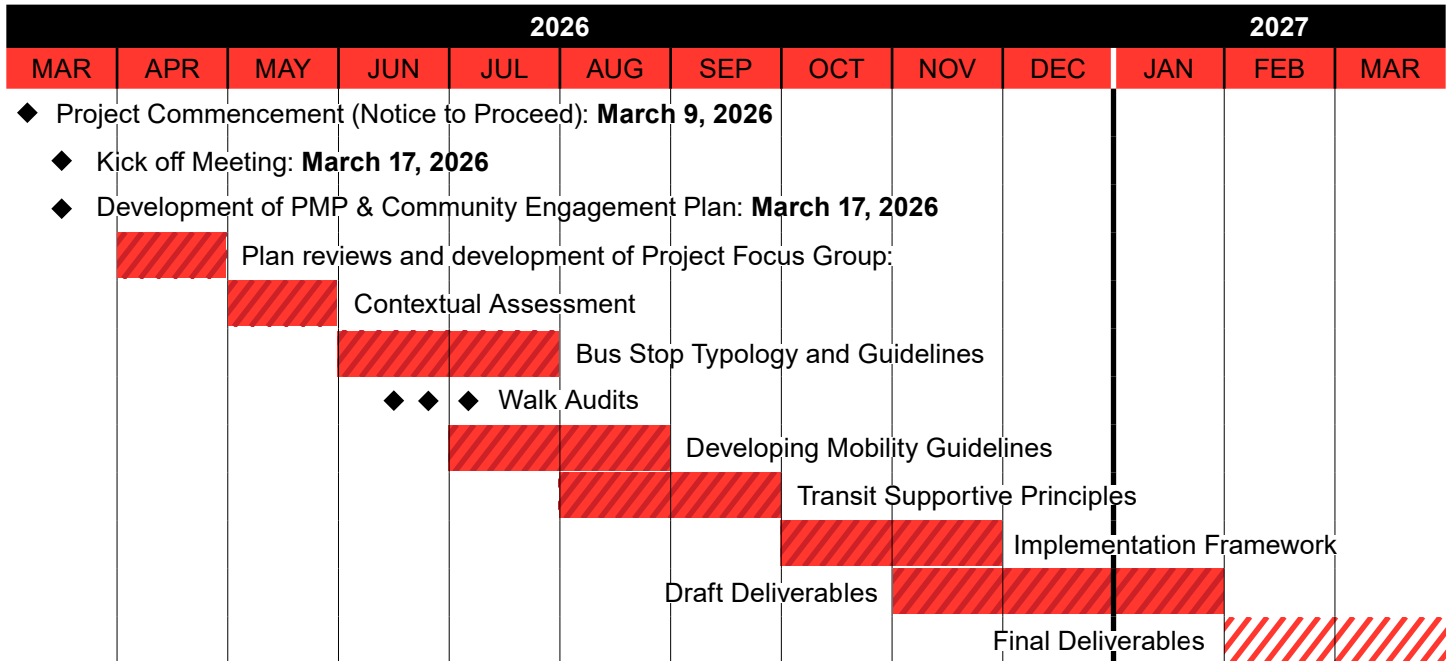 2026 2027
MAR APR MAY JUN JUL AUG SEP OCT NOV DEC JAN FEB MAR
Project Commencement (Notice to Proceed): March 9, 2026
Kick off Meeting: March 17, 2026
Development of PMP & Community Engagement Plan: March 17, 2026
Plan reviews and development of Project Focus Group:
Contextual Assessment
Bus Stop Typology and Guidelines
Walk Audits
Developing Mobility Guidelines
Transit Supportive Principles
Implementation Framework
Draft Deliverables
Final Deliverables